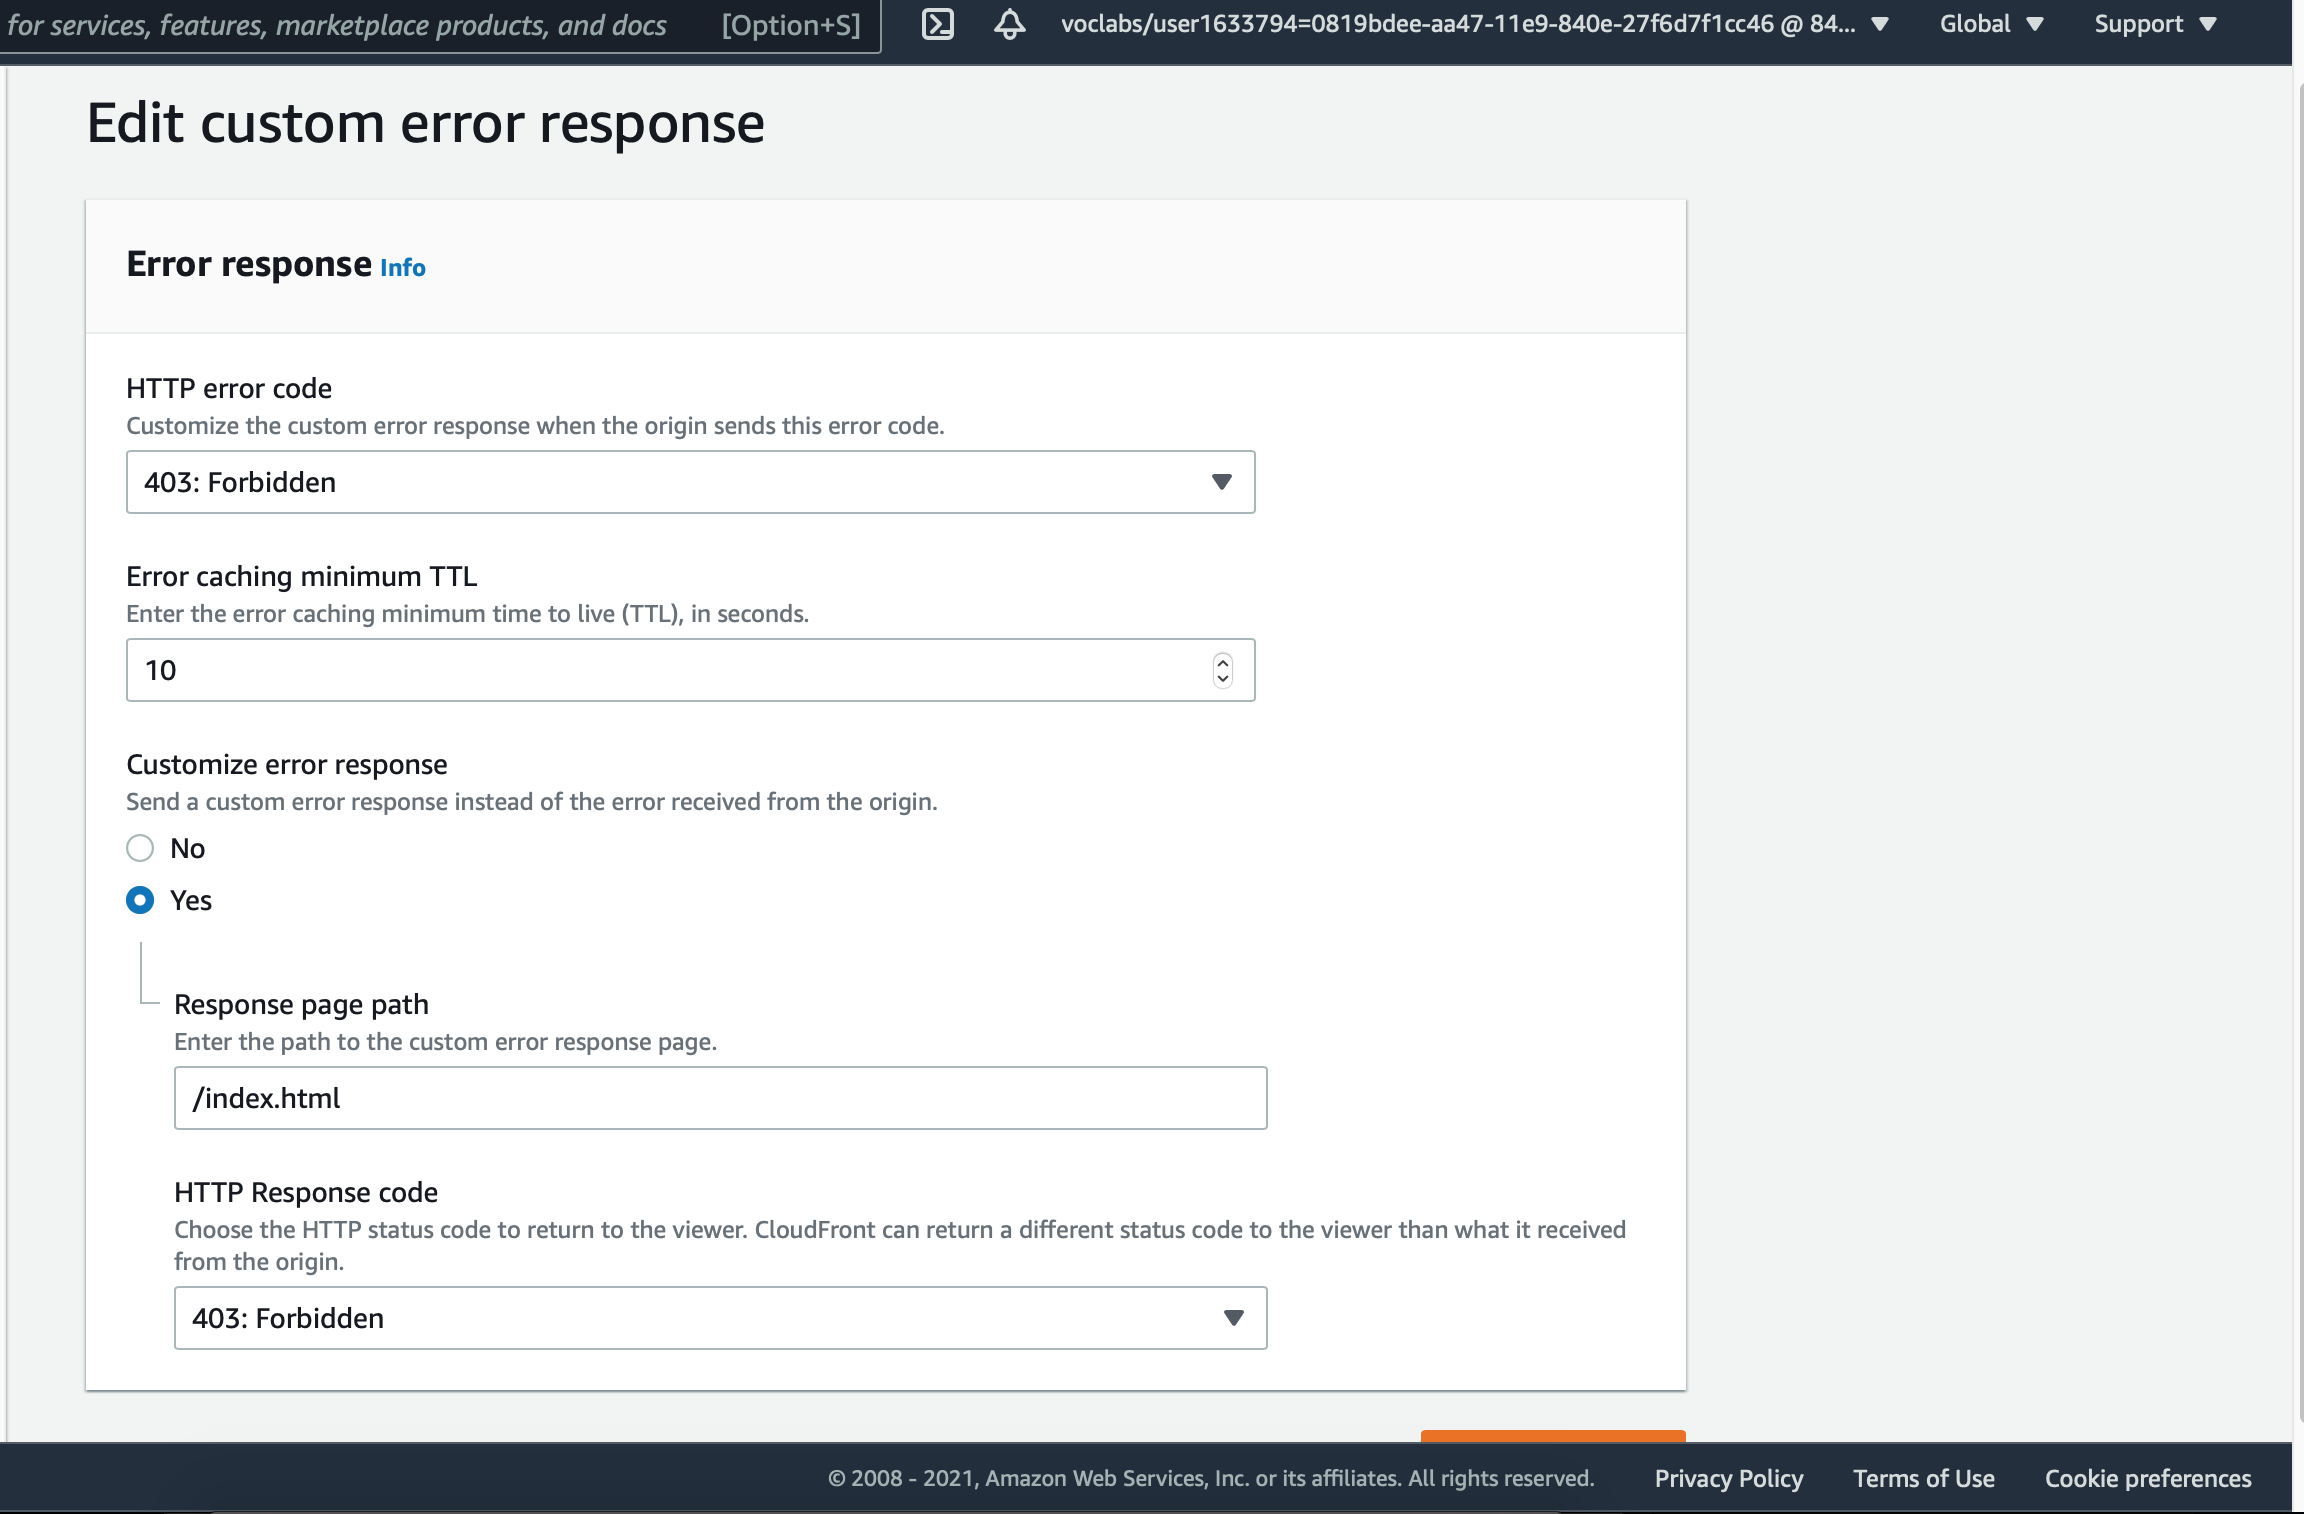 for services, features, marketplace products, and docs [Option+S] voclabs/user1633794=0819bdee-aa47-11e9-840e-27f6d7f1cc46 @ 84... Global Support
Edit custom error response
Error response Info
HTTP error code
Customize the custom error response when the origin sends this error code.
403: Forbidden
Error caching minimum TTL
Enter the error caching minimum time to live (TTL), in seconds.
10
Customize error response
Send a custom error response instead of the error received from the origin.
No
Yes
Response page path
Enter the path to the custom error response page.
/index.html
HTTP Response code
Choose the HTTP status code to return to the viewer. CloudFront can return a different status code to the viewer than what it received
from the origin.
403: Forbidden
© 2008 - 2021, Amazon Web Services, Inc. or its affiliates. All rights reserved. Privacy Policy Terms of Use Cookie preferences